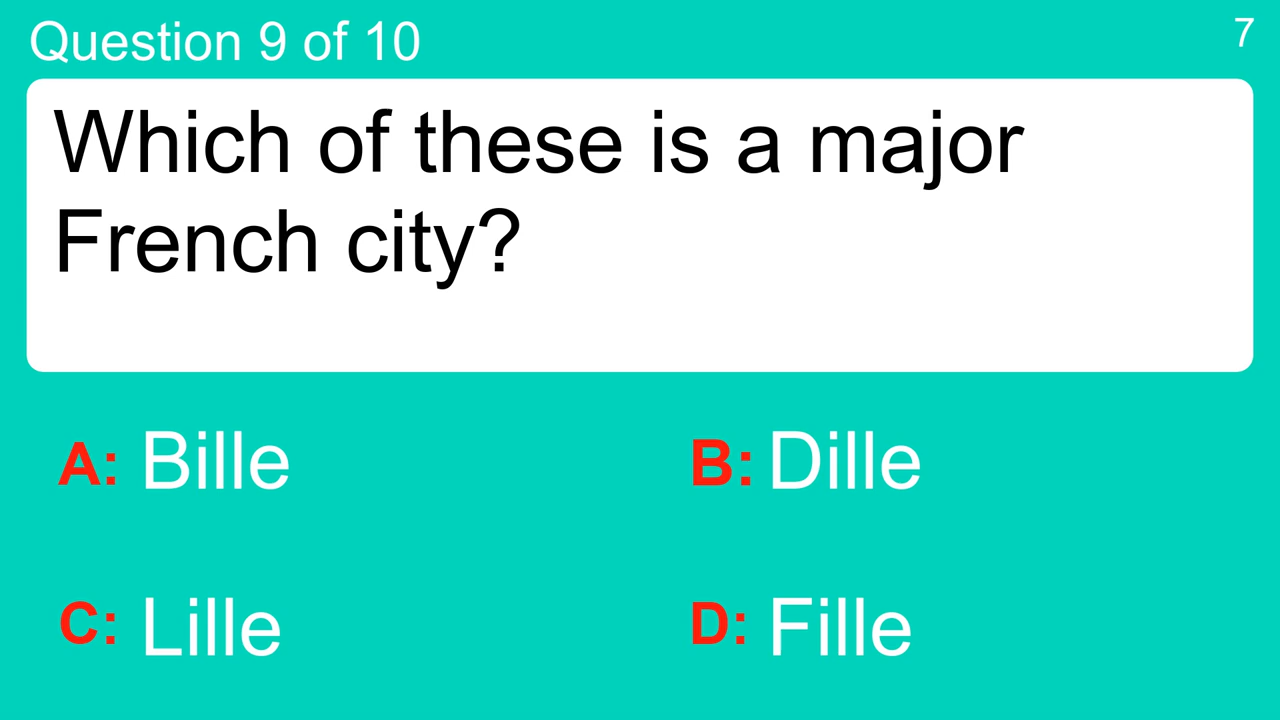 Question 9 of 10
7
Which of these is a major
French city?
A: Bille
B: Dille
C: Lille
D: Fille